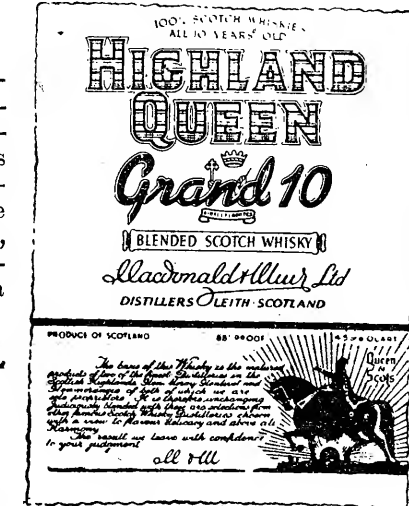 100% SCOTCH WHISKIES
ALL 10 YEARS OLD
HIGHLAND
QUEEN
Grand 10
BLENDED SCOTCH WHISKY
Macdonald & Muir Ltd
DISTILLERS LEITH · SCOTLAND
PRODUCT OF SCOTLAND 88° PROOF
The base of this Whisky is the matured
products of two of the finest Distilleries in the
Scottish Highlands Glen Moray Glenlivet and
Glenmorangie of both of which we are
sole proprietors. It is therefore unchanging
Judiciously blended with these are selections from
other famous Scotch Whisky Distilleries chosen
with a view to flavour delicacy and above all
Harmony
The result we leave with confidence
to your judgement
M & M
Queen
of
Scots